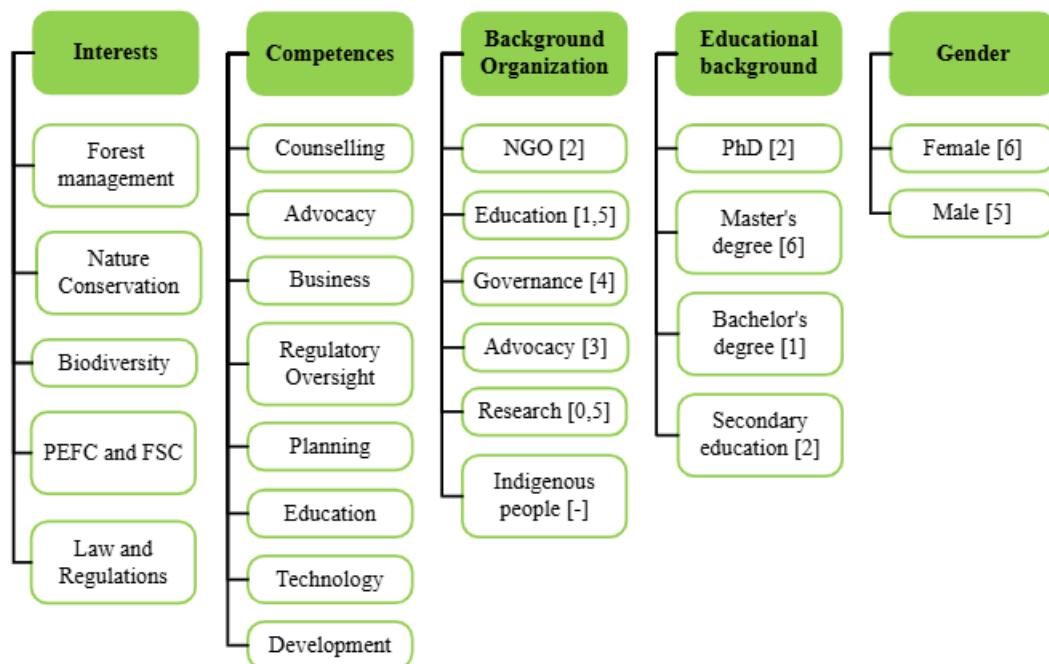 Interests
Forest
management
Nature
Conservation
Biodiversity
PEFC and FSC
Law and
Regulations
Competences
Counselling
Advocacy
Business
Regulatory
Oversight
Planning
Education
Technology
Development
Background
Organization
NGO [2]
Education [1,5]
Governance [4]
Advocacy [3]
Research [0,5]
Indigenous
people [-]
Educational
background
PhD [2]
Master's
degree [6]
Bachelor's
degree [1]
Secondary
education [2]
Gender
Female [6]
Male [5]